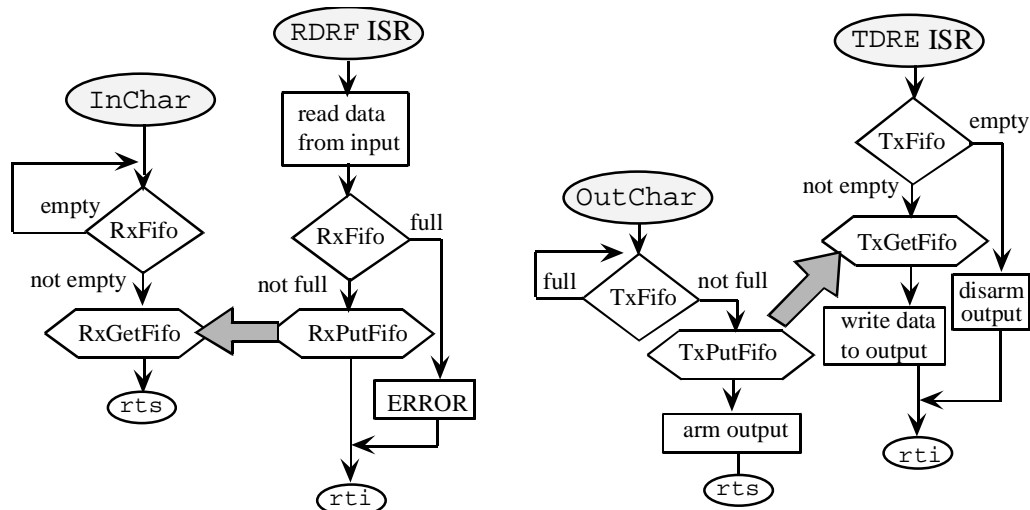 RDRF ISR
InChar
read data
from input
empty
RxFifo
not empty
RxGetFifo
rts
RxFifo
full
not full
RxPutFifo
ERROR
rti
OutChar
full
TxFifo
not full
TxPutFifo
arm output
rts
TDRE ISR
TxFifo
empty
not empty
TxGetFifo
disarm
output
write data
to output
rti